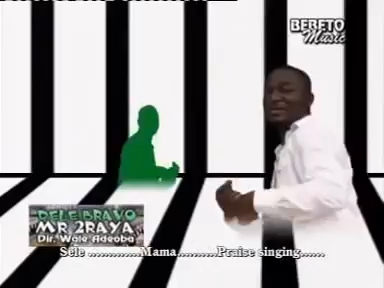 BEBETO
Music
DELE BRAVO
MR 2RAYA
Dir. Wale Adeoba
Sele .............Mama..........Praise singing......